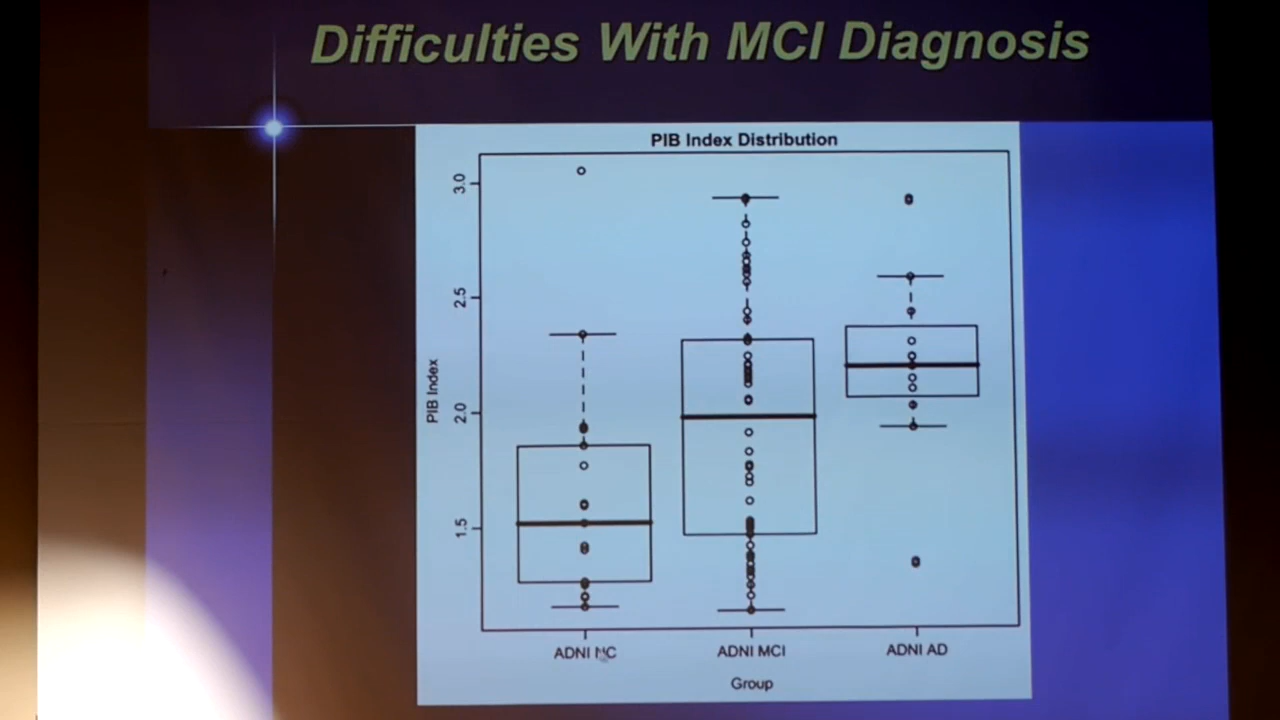 Difficulties With MCI Diagnosis
PIB Index Distribution
3.0
2.5
2.0
1.5
PIB Index
ADNI NC
ADNI MCI
ADNI AD
Group